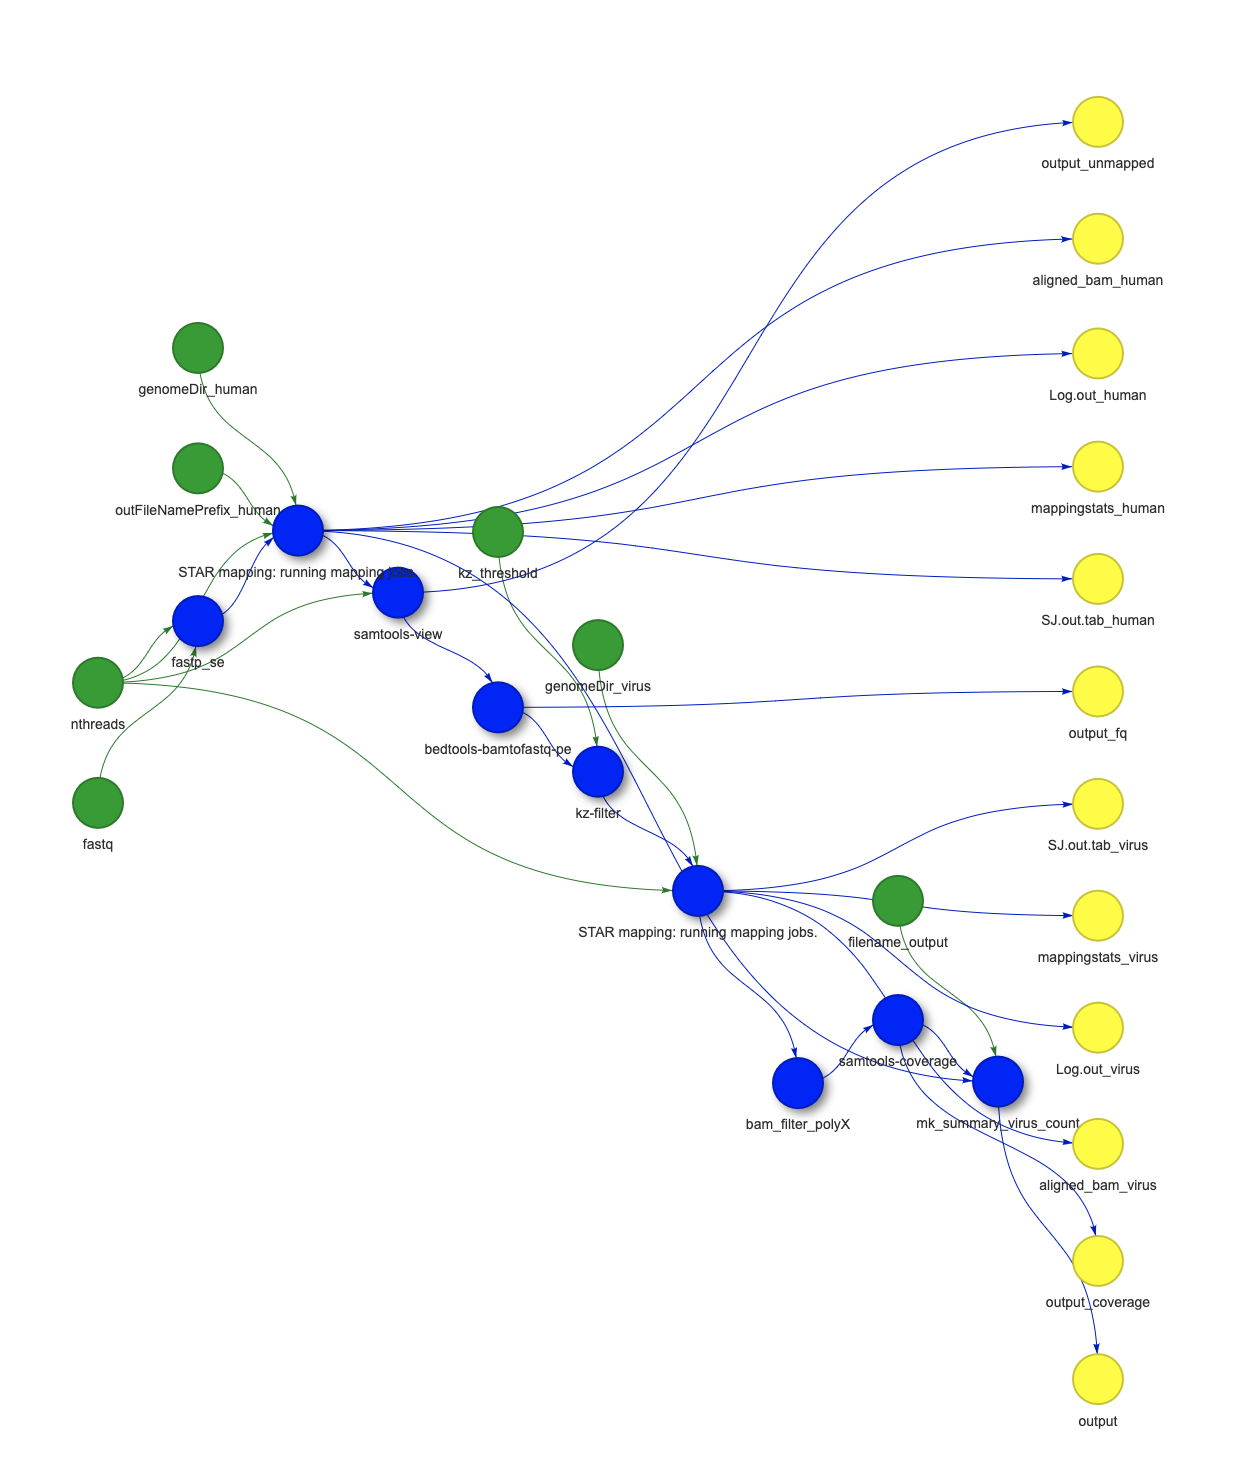 output_unmapped
aligned_bam_human
genomeDir_human
Log.out_human
outFileNamePrefix_human
mappingstats_human
STAR mapping: running mapping jobs.
kz_threshold
SJ.out.tab_human
samtools-view
fastp_se
genomeDir_virus
nthreads
bedtools-bamtofastq-pe
output_fq
kz-filter
fastq
SJ.out.tab_virus
STAR mapping: running mapping jobs.
filename_output
mappingstats_virus
samtools-coverage
Log.out_virus
bam_filter_polyX
mk_summary_virus_count
aligned_bam_virus
output_coverage
output